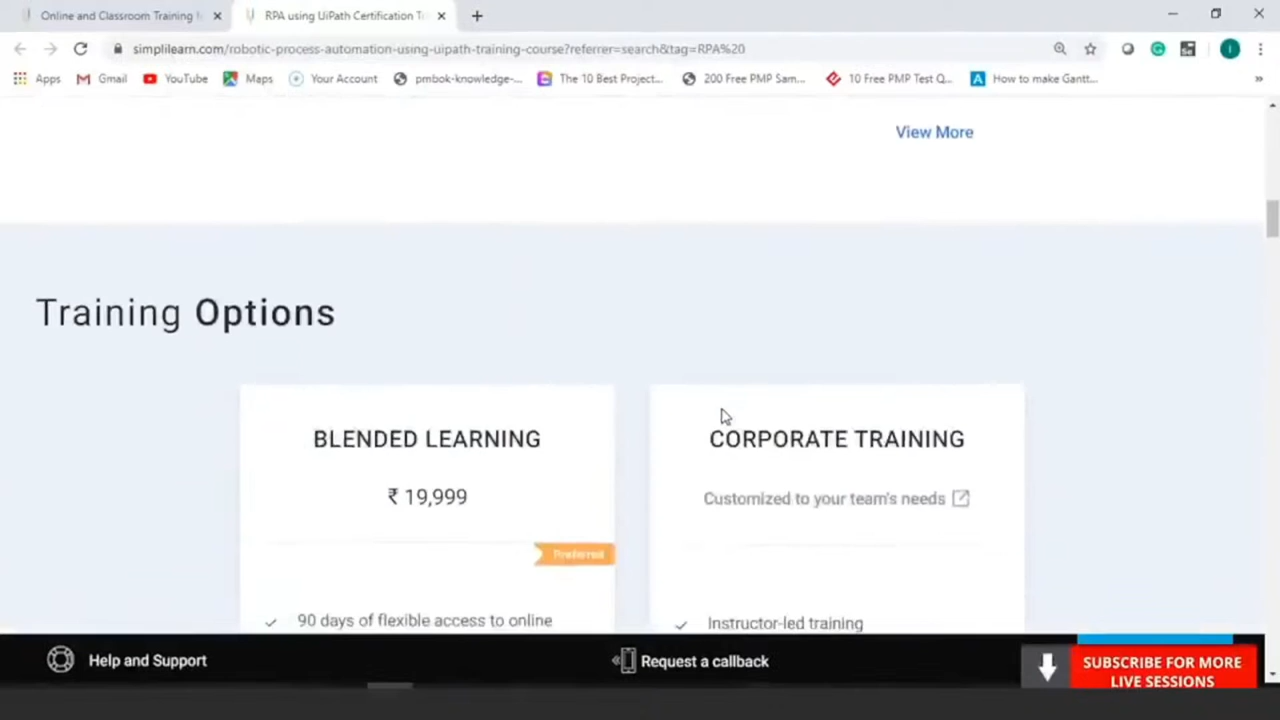 Online and Classroom Training
RPA using UiPath Certification Tr
simplilearn.com/robotic-process-automation-using-uipath-training-course?referrer=search&tag=RPA%20
Apps
Gmail
YouTube
Maps
Your Account
pmbok-knowledge-...
The 10 Best Project...
200 Free PMP Sam...
10 Free PMP Test Q...
How to make Gantt...
View More
Training Options
BLENDED LEARNING
CORPORATE TRAINING
₹ 19,999
Customized to your team's needs
Preferred
90 days of flexible access to online
Instructor-led training
Help and Support
Request a callback
SUBSCRIBE FOR MORE
LIVE SESSIONS